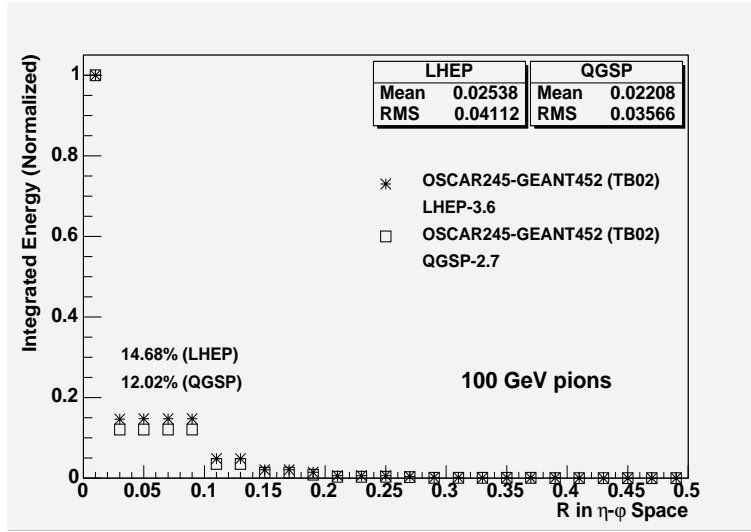 LHEP
Mean 0.02538
RMS 0.04112
QGSP
Mean 0.02208
RMS 0.03566
OSCAR245-GEANT452 (TB02)
LHEP-3.6
OSCAR245-GEANT452 (TB02)
QGSP-2.7
14.68% (LHEP)
12.02% (QGSP)
100 GeV pions
Integrated Energy (Normalized)
1
0.8
0.6
0.4
0.2
0
0 0.05 0.1 0.15 0.2 0.25 0.3 0.35 0.4 0.45 0.5
R in η-φ Space